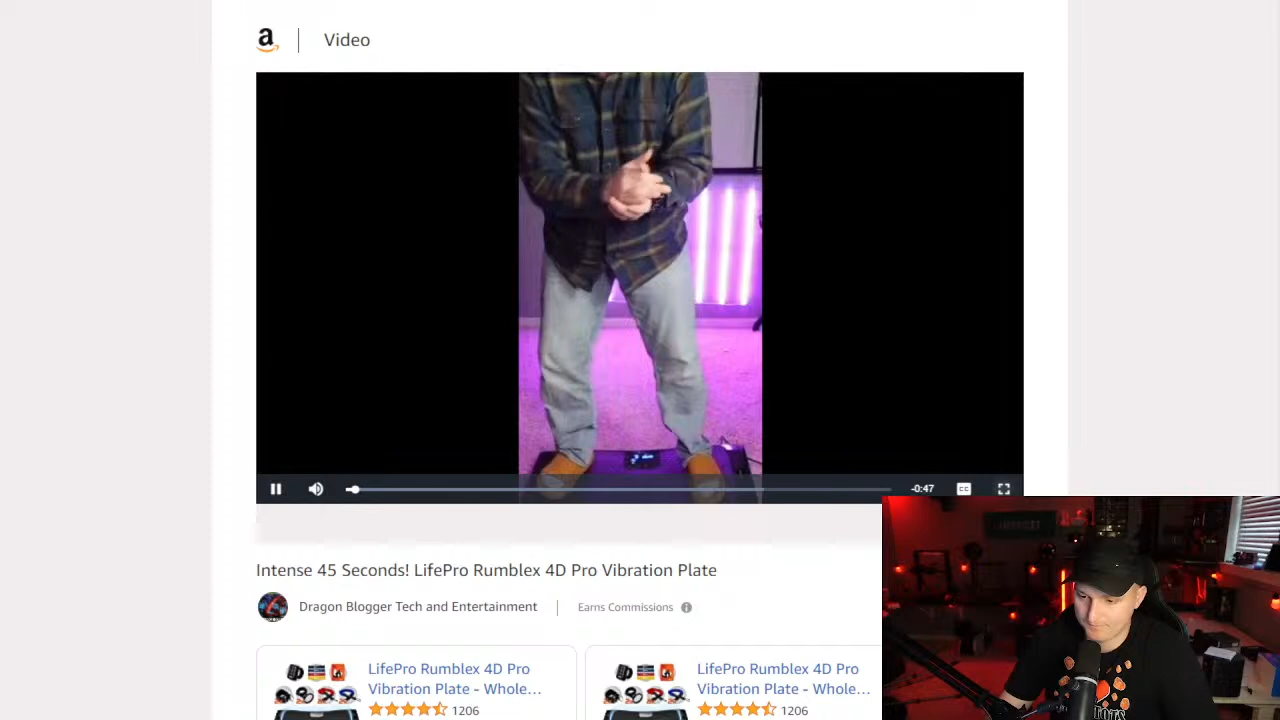 a | Video
-0:47
CC
Intense 45 Seconds! LifePro Rumblex 4D Pro Vibration Plate
Dragon Blogger Tech and Entertainment | Earns Commissions
LifePro Rumblex 4D Pro
Vibration Plate - Whole…
1206
LifePro Rumblex 4D Pro
Vibration Plate - Whole…
1206